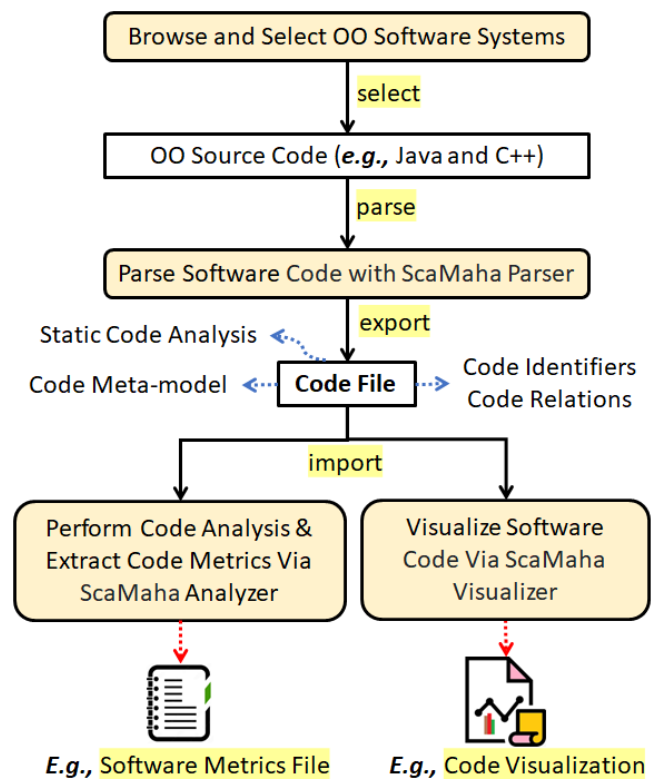 Browse and Select OO Software Systems
select
OO Source Code (e.g., Java and C++)
parse
Parse Software Code with ScaMaha Parser
export
Static Code Analysis
Code Meta-model
Code File
Code Identifiers
Code Relations
import
Perform Code Analysis &
Extract Code Metrics Via
ScaMaha Analyzer
Visualize Software
Code Via ScaMaha
Visualizer
E.g., Software Metrics File
E.g., Code Visualization